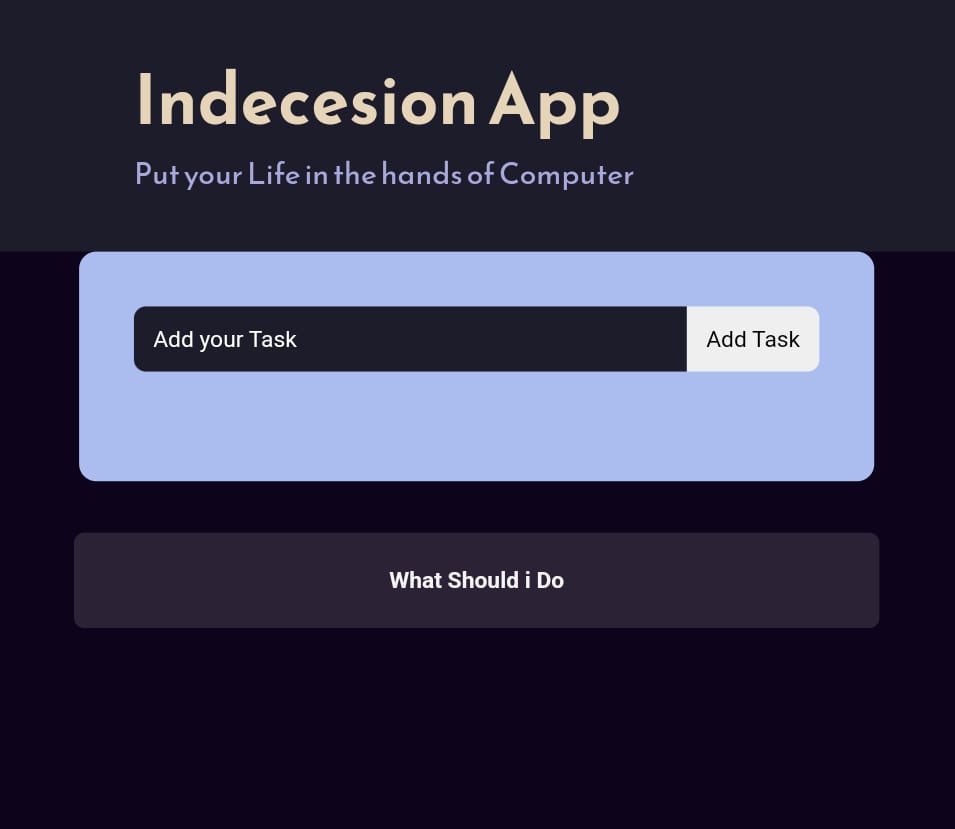 Indecesion App
Put your Life in the hands of Computer
Add your Task
Add Task
What Should i Do